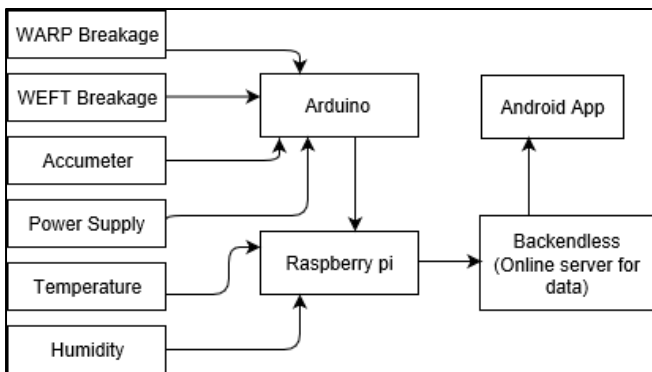 WARP Breakage
WEFT Breakage
Accumeter
Power Supply
Temperature
Humidity
Arduino
Raspberry pi
Android App
Backendless
(Online server for
data)